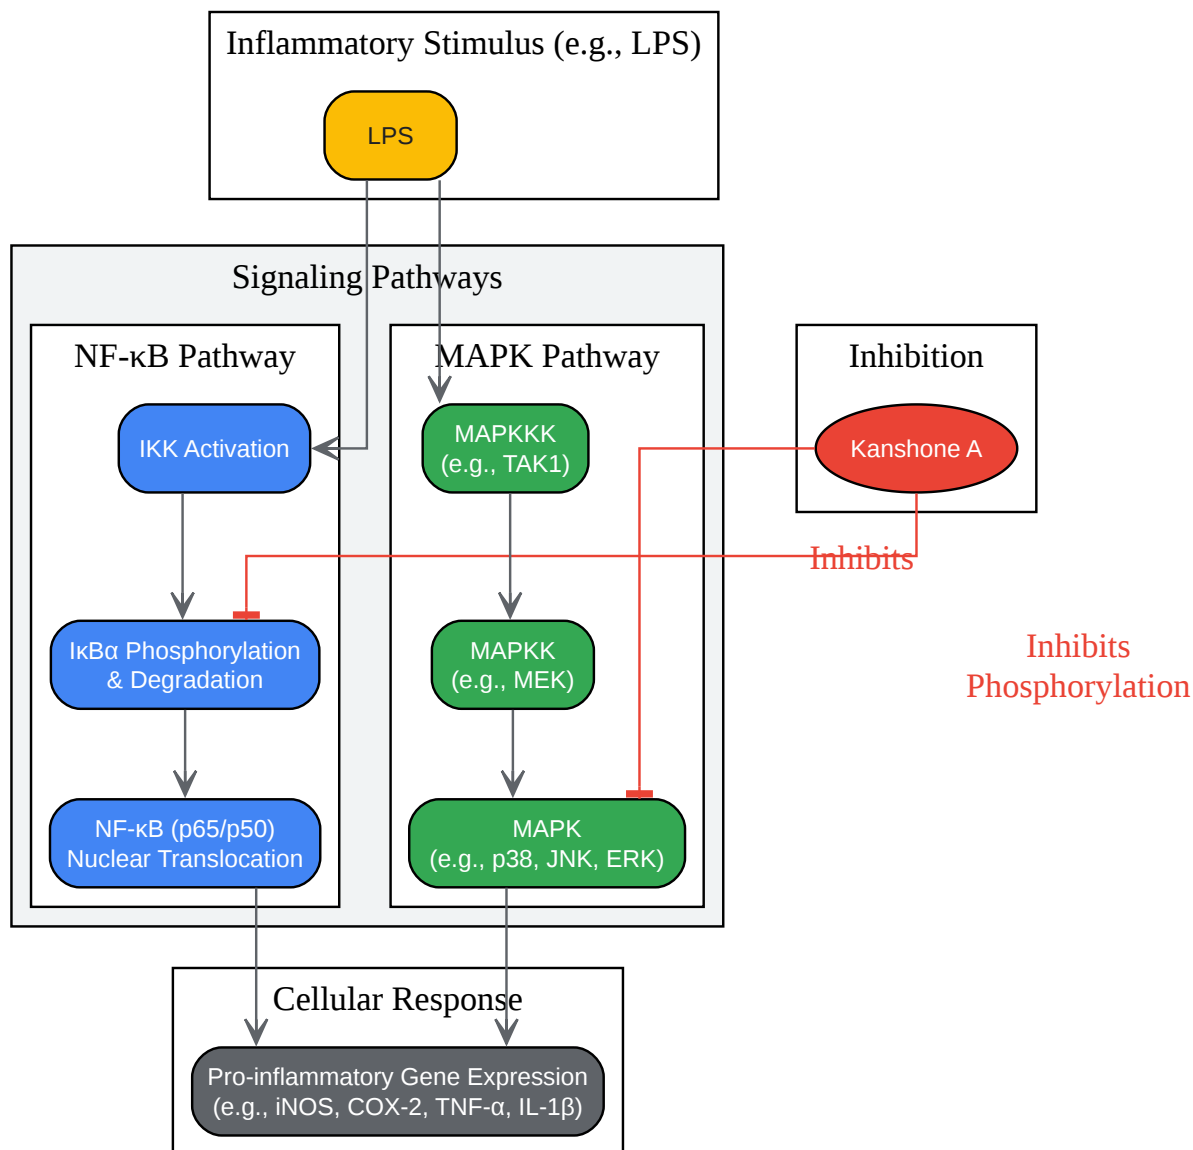 Inflammatory Stimulus (e.g., LPS)
LPS
Signaling Pathways
NF-κB Pathway
MAPK Pathway
Inhibition
IKK Activation
MAPKKK
(e.g., TAK1)
Kanshone A
Inhibits
IκBα Phosphorylation
& Degradation
MAPKK
(e.g., MEK)
Inhibits
Phosphorylation
NF-κB (p65/p50)
Nuclear Translocation
MAPK
(e.g., p38, JNK, ERK)
Cellular Response
Pro-inflammatory Gene Expression
(e.g., iNOS, COX-2, TNF-α, IL-1β)